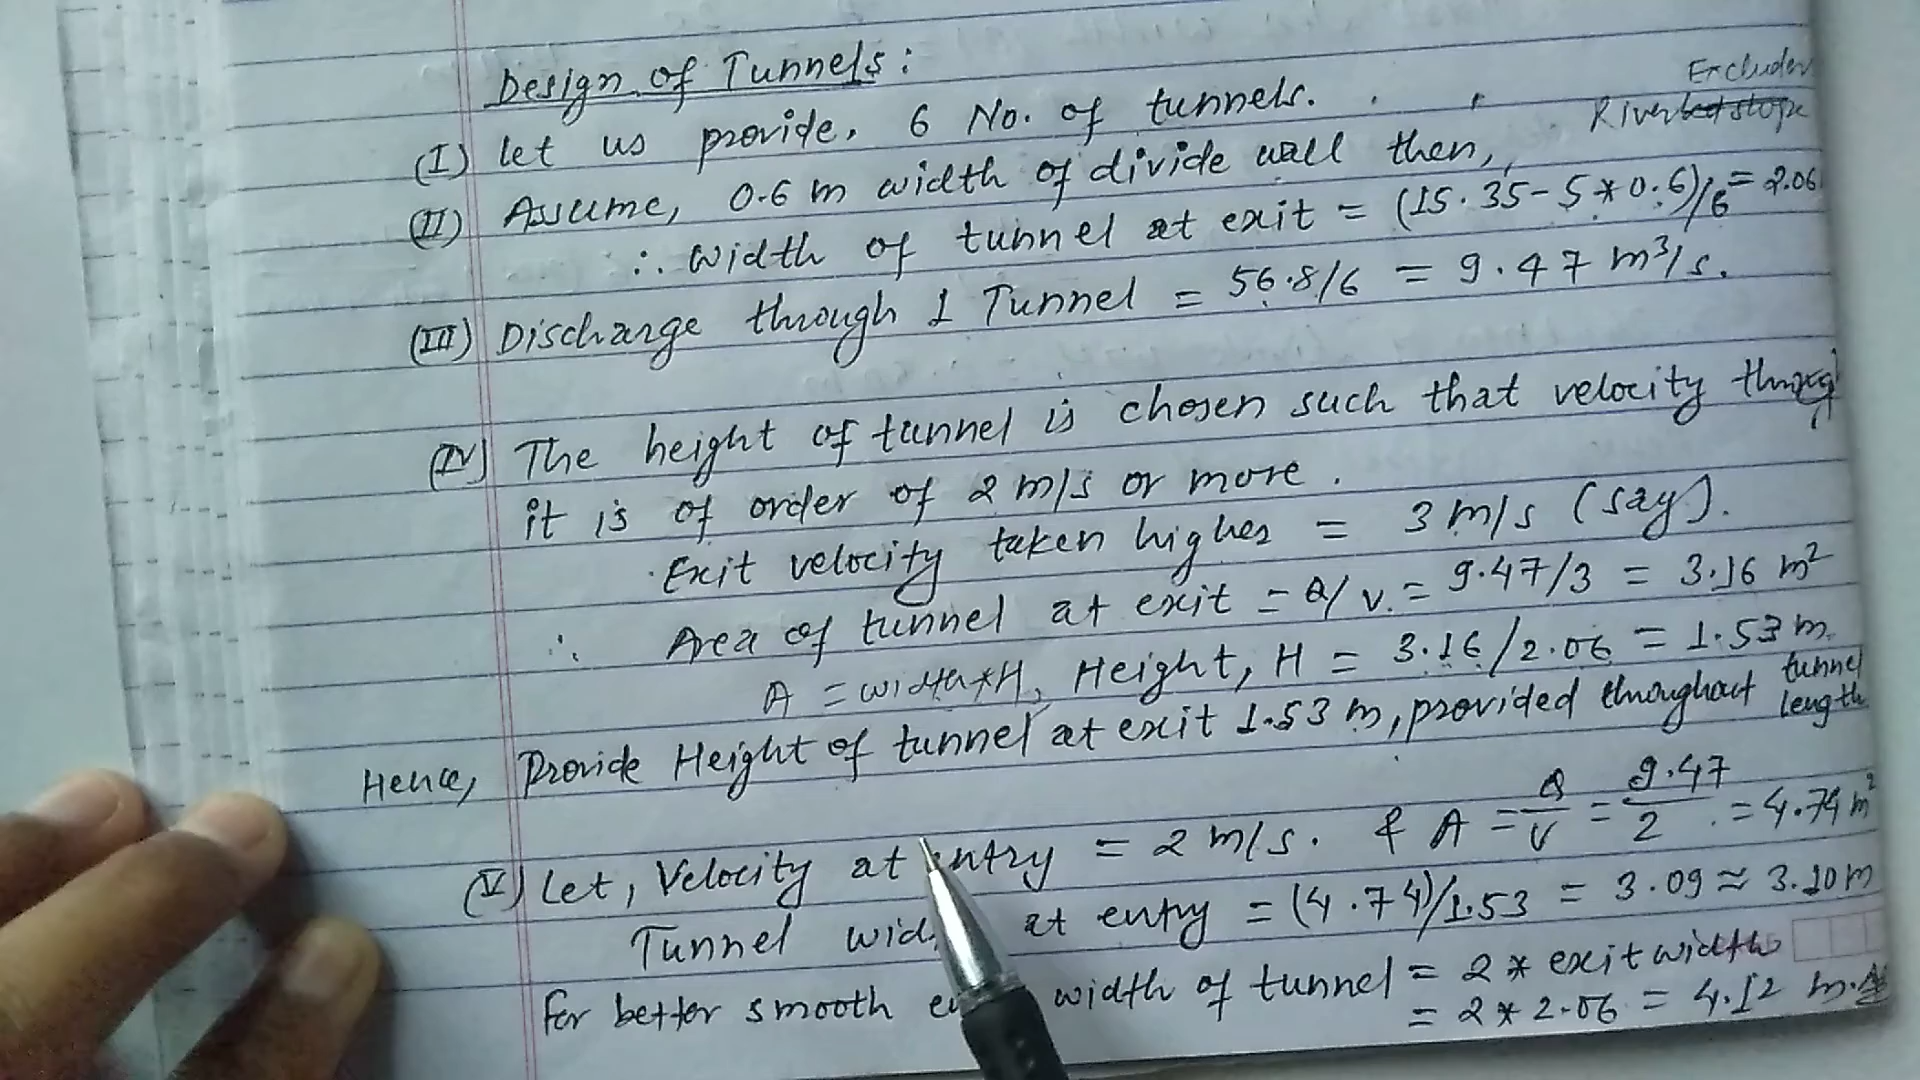 Design of Tunnels:
Excluder
River bed slope
(I) let us provide, 6 No. of tunnels.
(II) Assume, 0.6 m width of divide wall then,
∴ width of tunnel at exit = (15.35-5*0.6)/6 = 2.06
(III) Discharge through 1 Tunnel = 56.8/6 = 9.47 m³/s.
(IV) The height of tunnel is chosen such that velocity through
it is of order of 2 m/s or more.
Exit velocity taken higher = 3 m/s (say).
∴ Area of tunnel at exit = Q/V = 9.47/3 = 3.16 m²
A = width*H, Height, H = 3.16/2.06 = 1.53 m.
Hence, Provide Height of tunnel at exit 1.53 m, provided throughout tunnel length
(V) Let, Velocity at entry = 2 m/s. & A = Q/V = 9.47/2 = 4.74 m²
Tunnel at entry = (4.74)/1.53 = 3.09 ≈ 3.10 m
For better smooth width of tunnel = 2 * exit width
= 2 * 2.06 = 4.12 m.